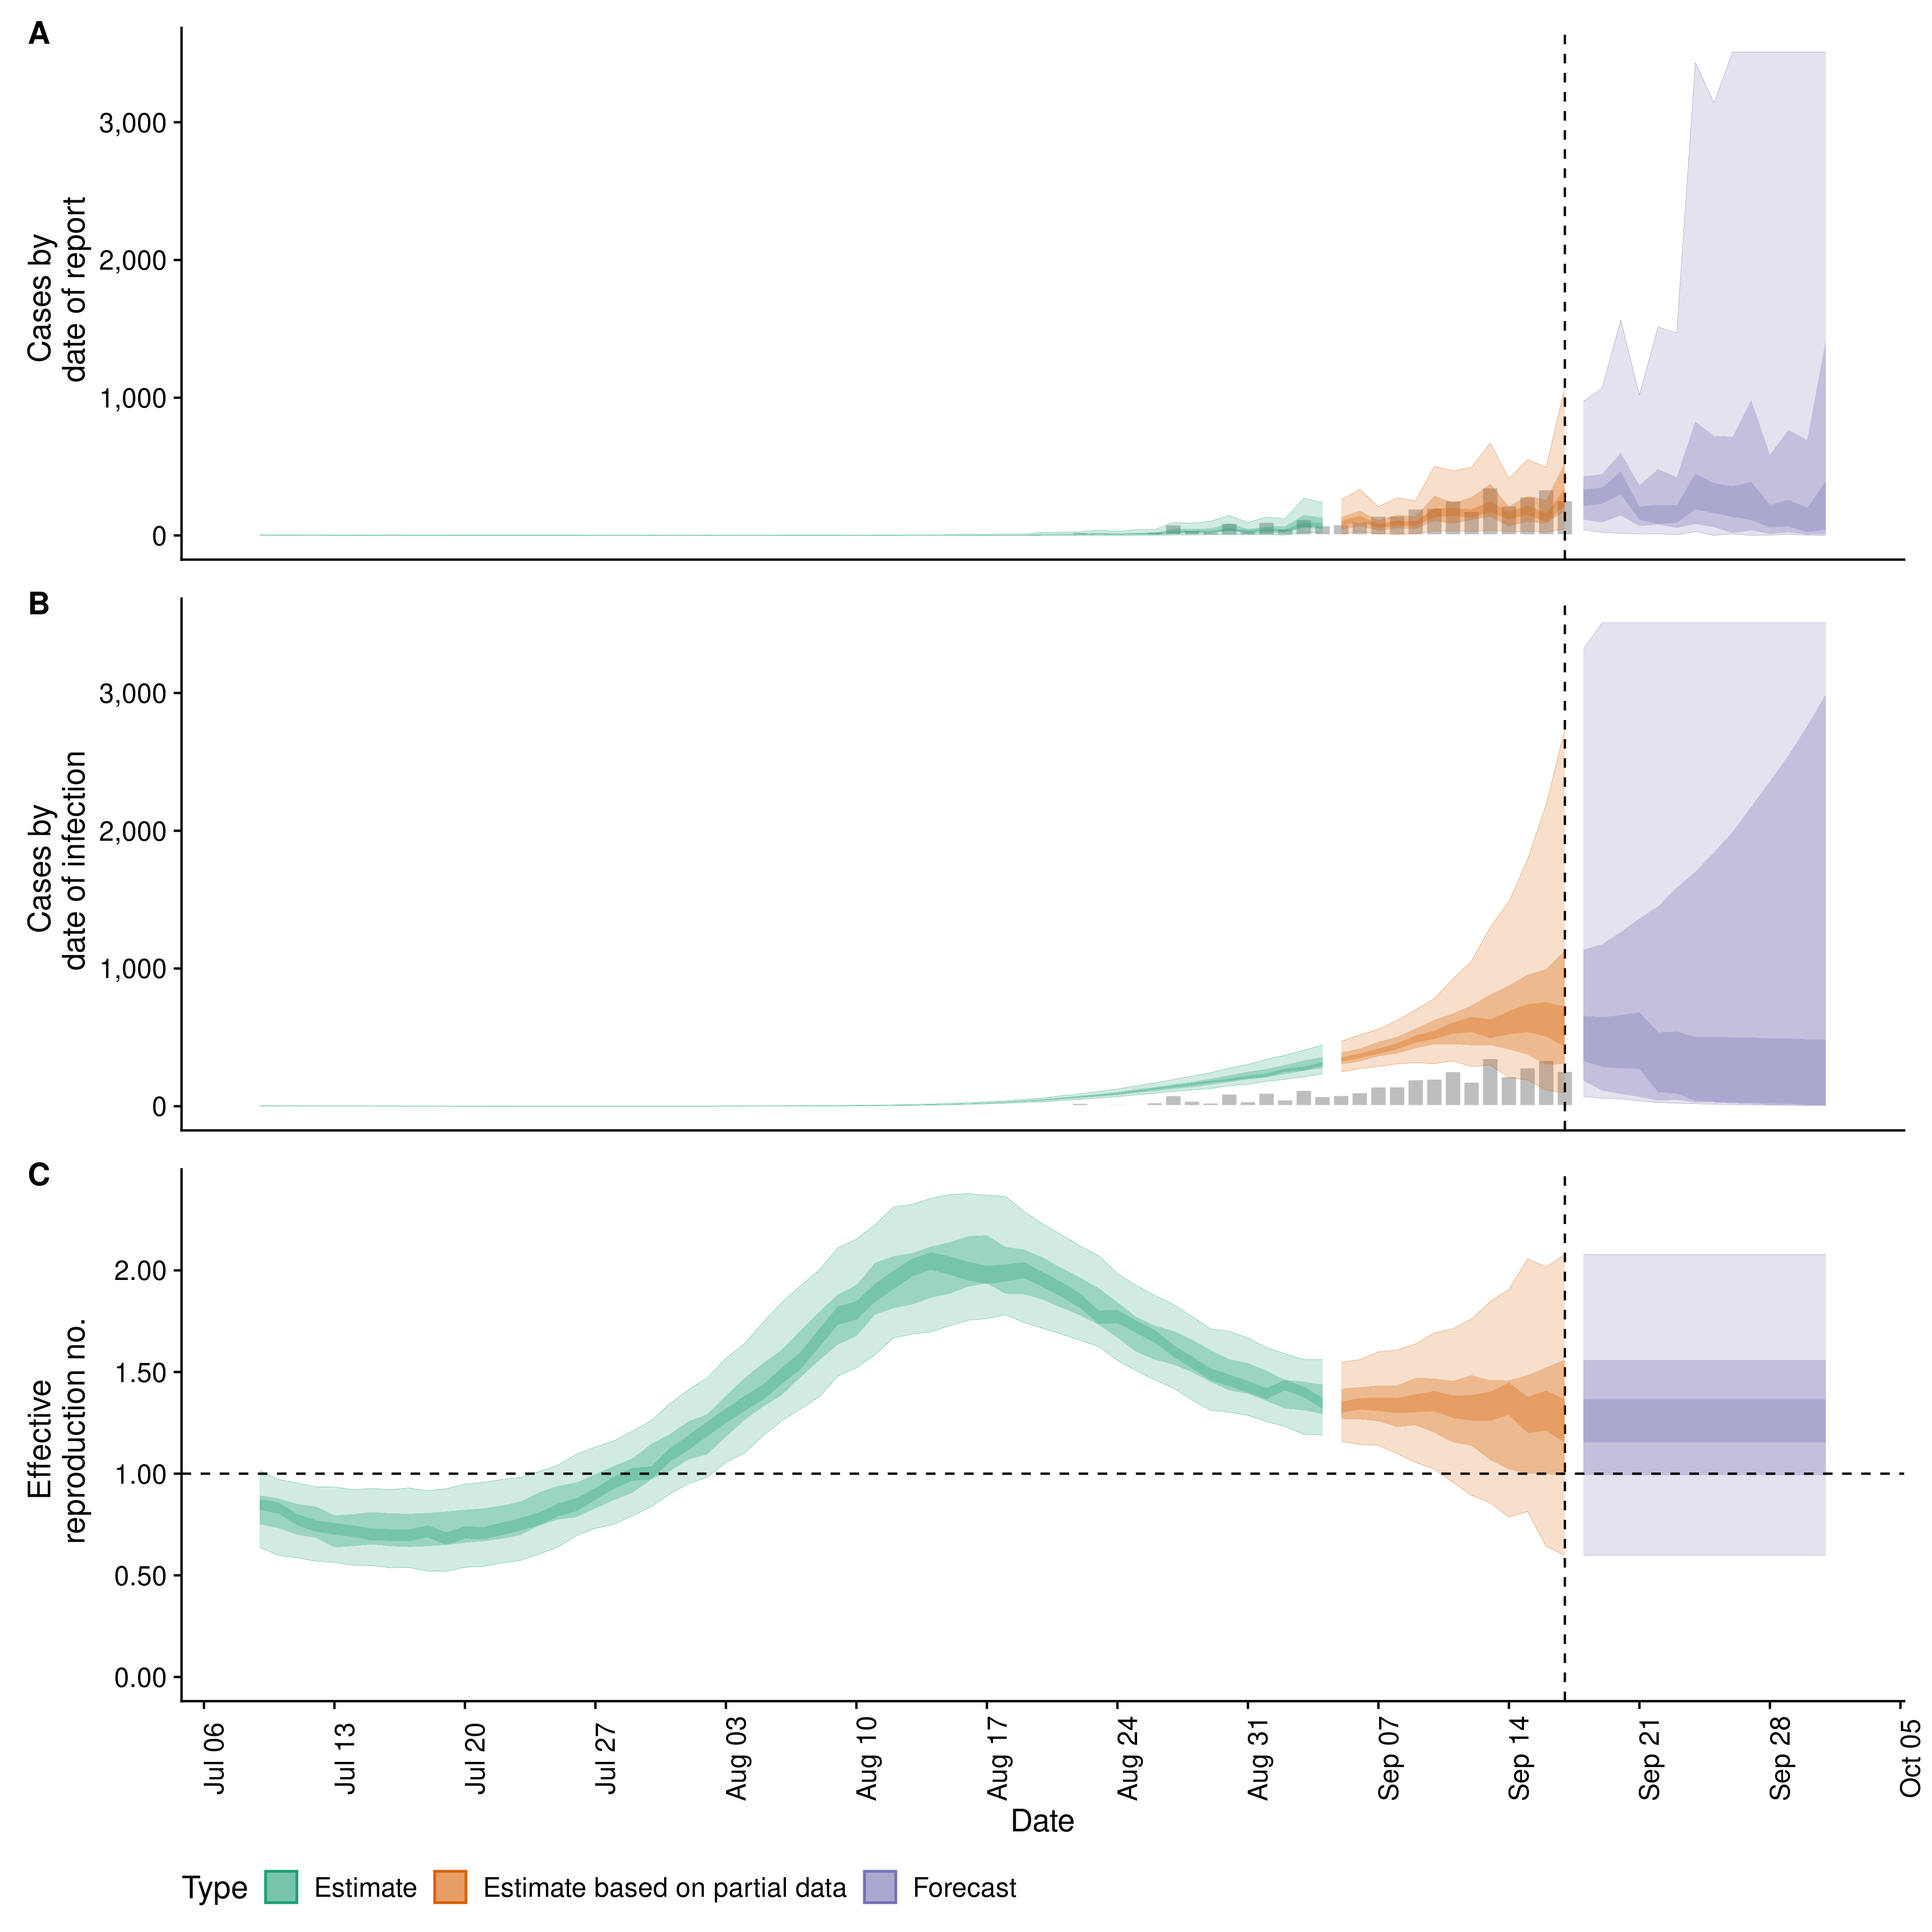 A
Cases by
date of report
3,000
2,000
1,000
0
B
Cases by
date of infection
3,000
2,000
1,000
0
C
Effective
reproduction no.
2.00
1.50
1.00
0.50
0.00
Jul 06
Jul 13
Jul 20
Jul 27
Aug 03
Aug 10
Aug 17
Aug 24
Aug 31
Sep 07
Sep 14
Sep 21
Sep 28
Oct 05
Date
Type Estimate Estimate based on partial data Forecast